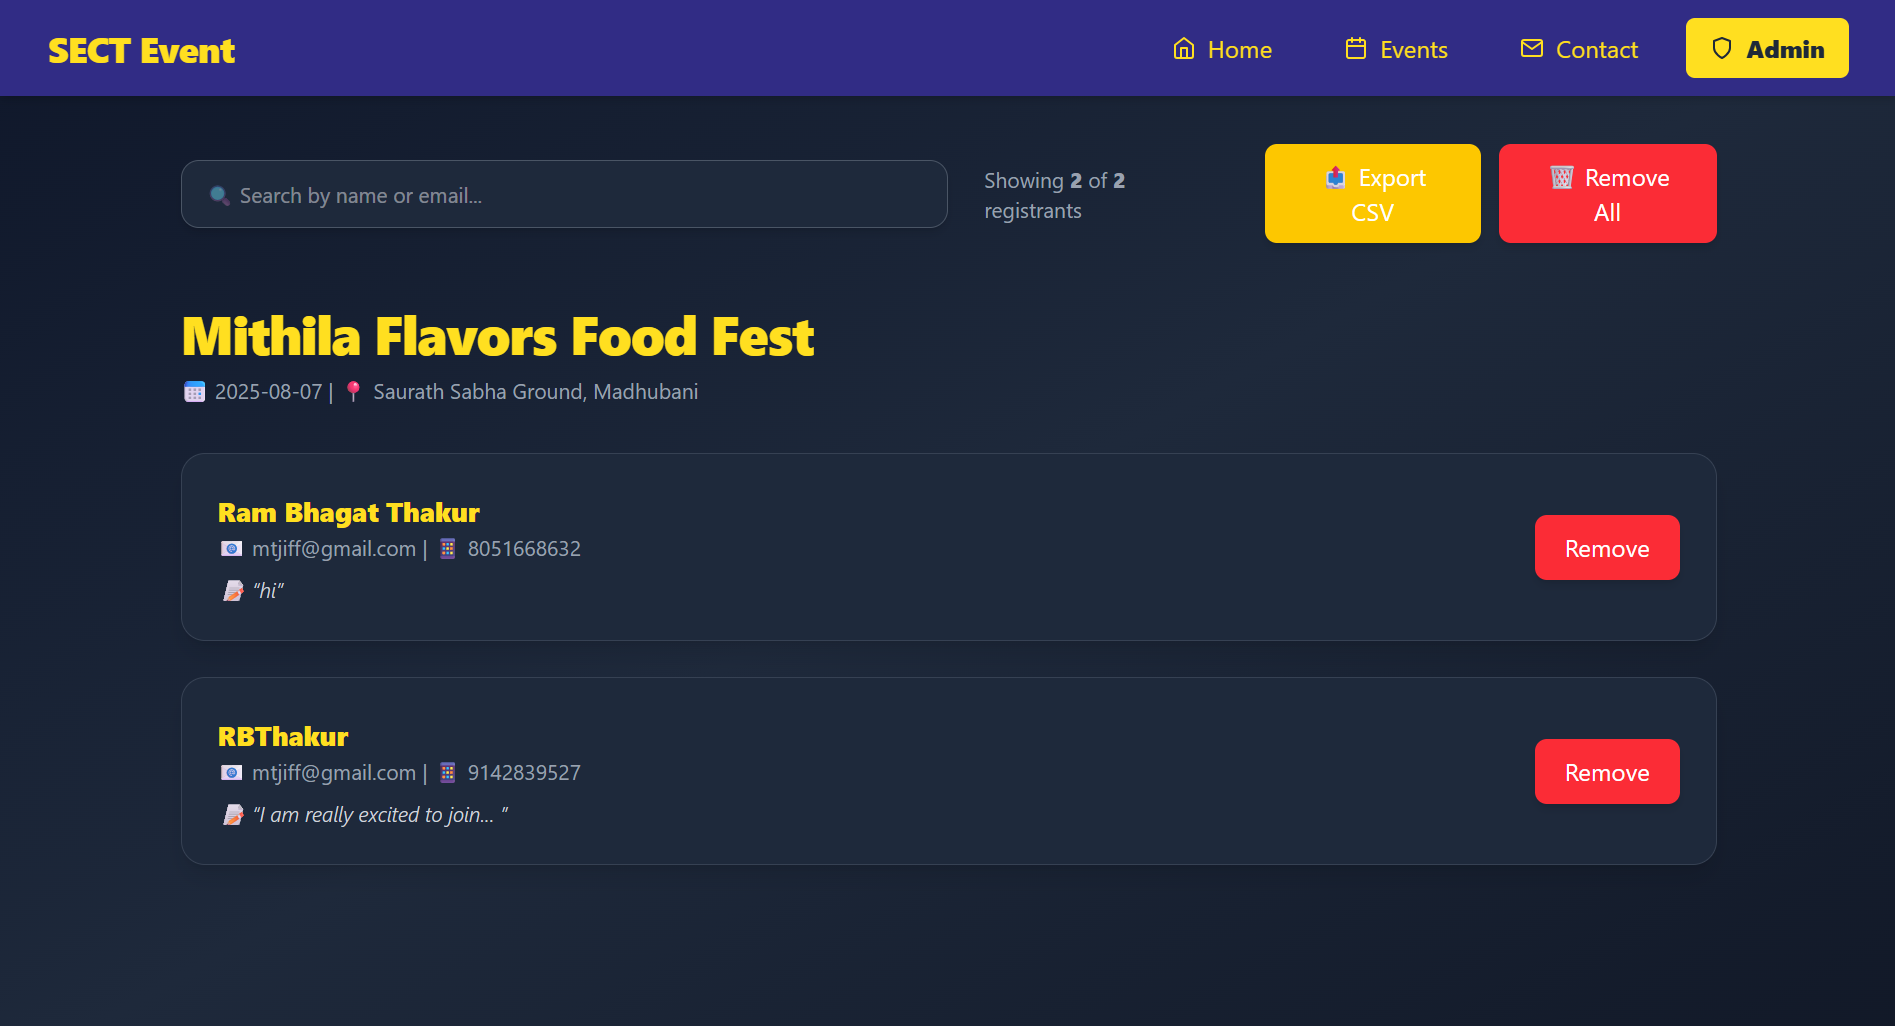 SECT Event
Home
Events
Contact
Admin
🔍 Search by name or email...
Showing 2 of 2
registrants
📤 Export
CSV
🗑️ Remove
All
Mithila Flavors Food Fest
📅 2025-08-07 | 📍 Saurath Sabha Ground, Madhubani
Ram Bhagat Thakur
📧 mtjiff@gmail.com | 📱 8051668632
📝 “hi”
Remove
RBThakur
📧 mtjiff@gmail.com | 📱 9142839527
📝 “I am really excited to join... ”
Remove